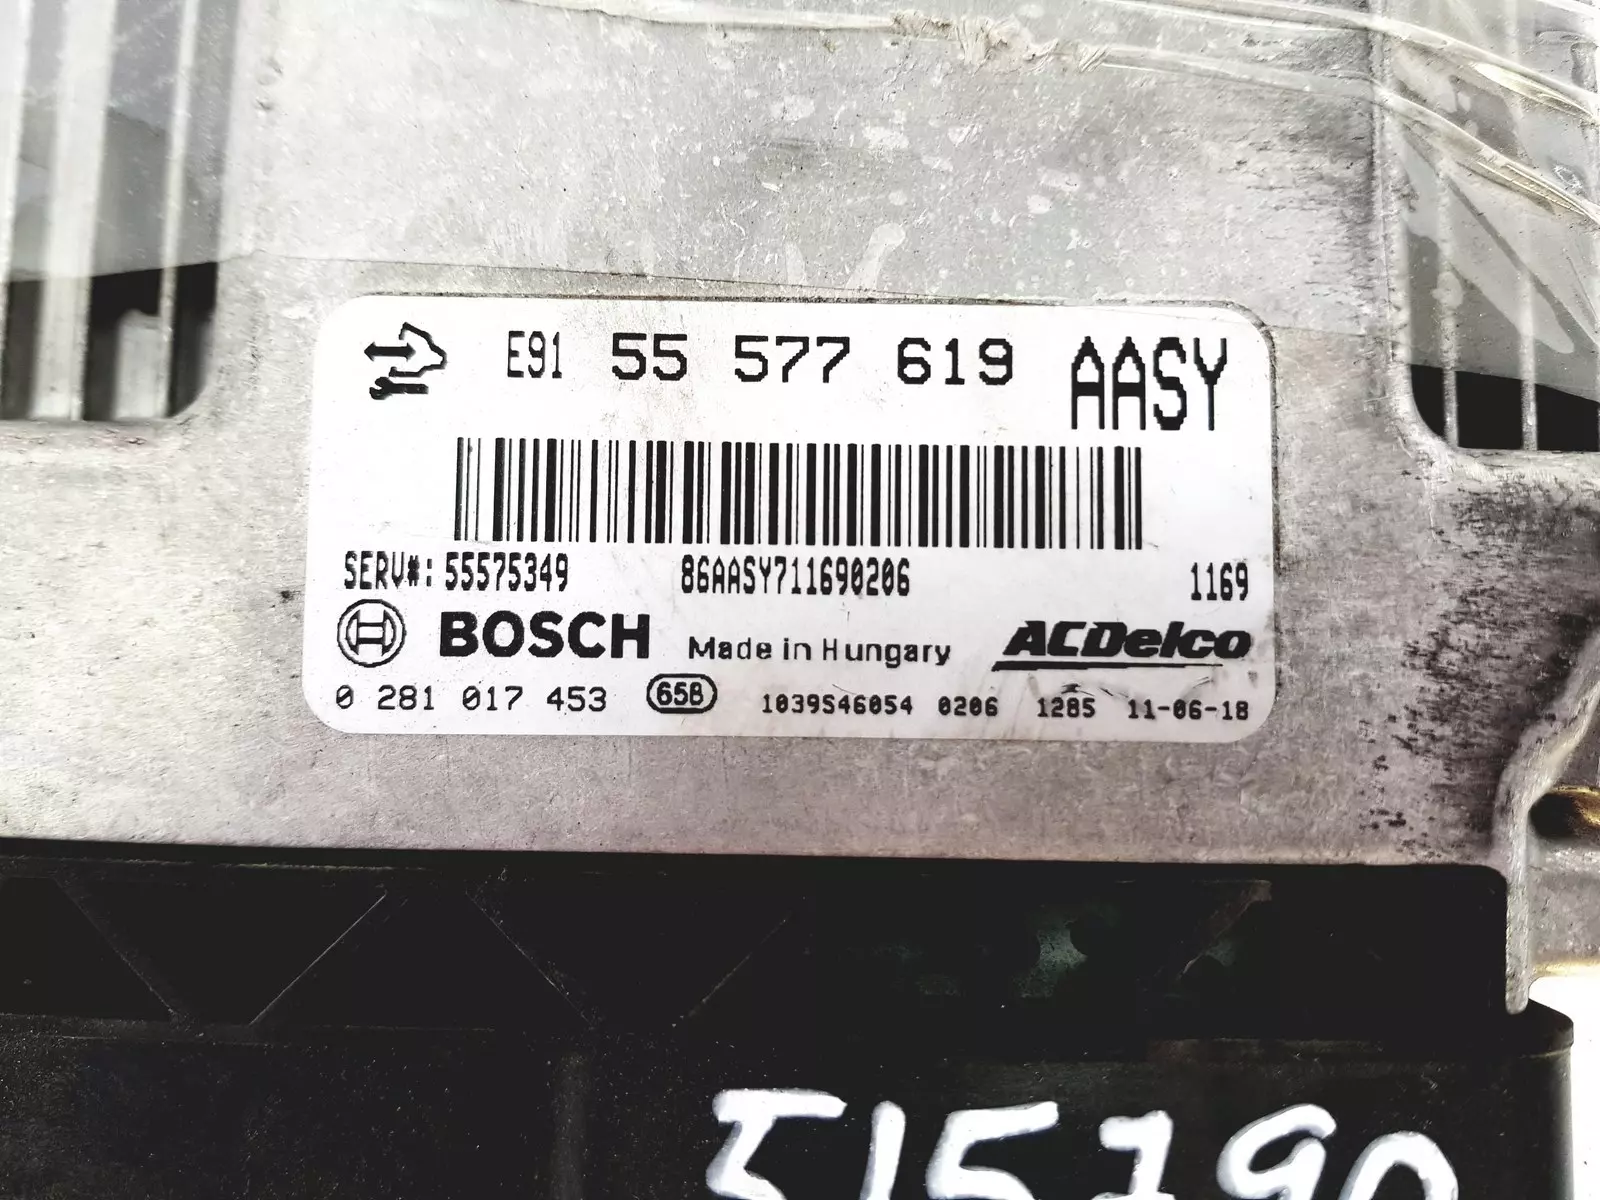 E91 55 577 619 AASY
SERV#: 55575349 86AASY711690206 1169
BOSCH Made in Hungary ACDelco
0 281 017 453 65B 1039S46054 0206 1285 11-06-18
515790